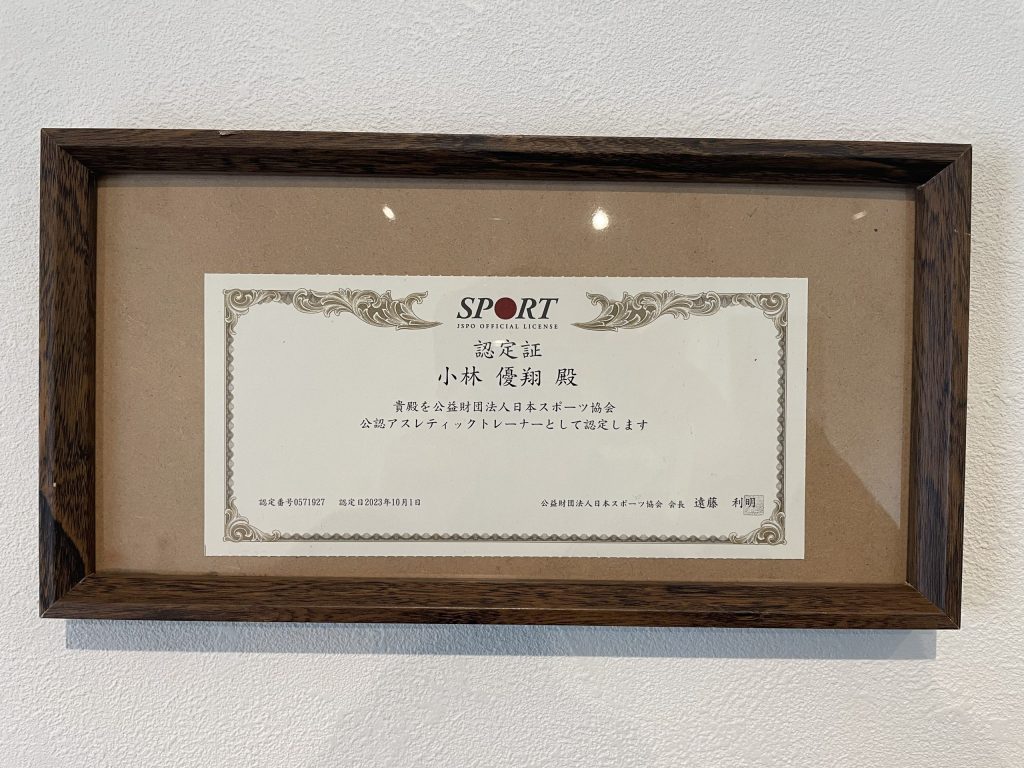 SPORT
JSPO OFFICIAL LICENSE
認定証
小林 優翔 殿
貴殿を公益財団法人日本スポーツ協会
公認アスレティックトレーナーとして認定します
認定番号0571927 認定日2023年10月1日
公益財団法人日本スポーツ協会 会長 遠藤 利明